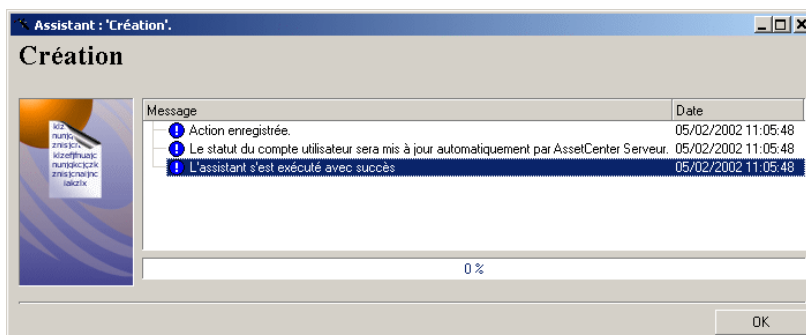 Assistant : 'Création'.
Création
Message Date
Action enregistrée. 05/02/2002 11:05:48
Le statut du compte utilisateur sera mis à jour automatiquement par AssetCenter Serveur. 05/02/2002 11:05:48
L'assistant s'est exécuté avec succès 05/02/2002 11:05:48
0 %
OK